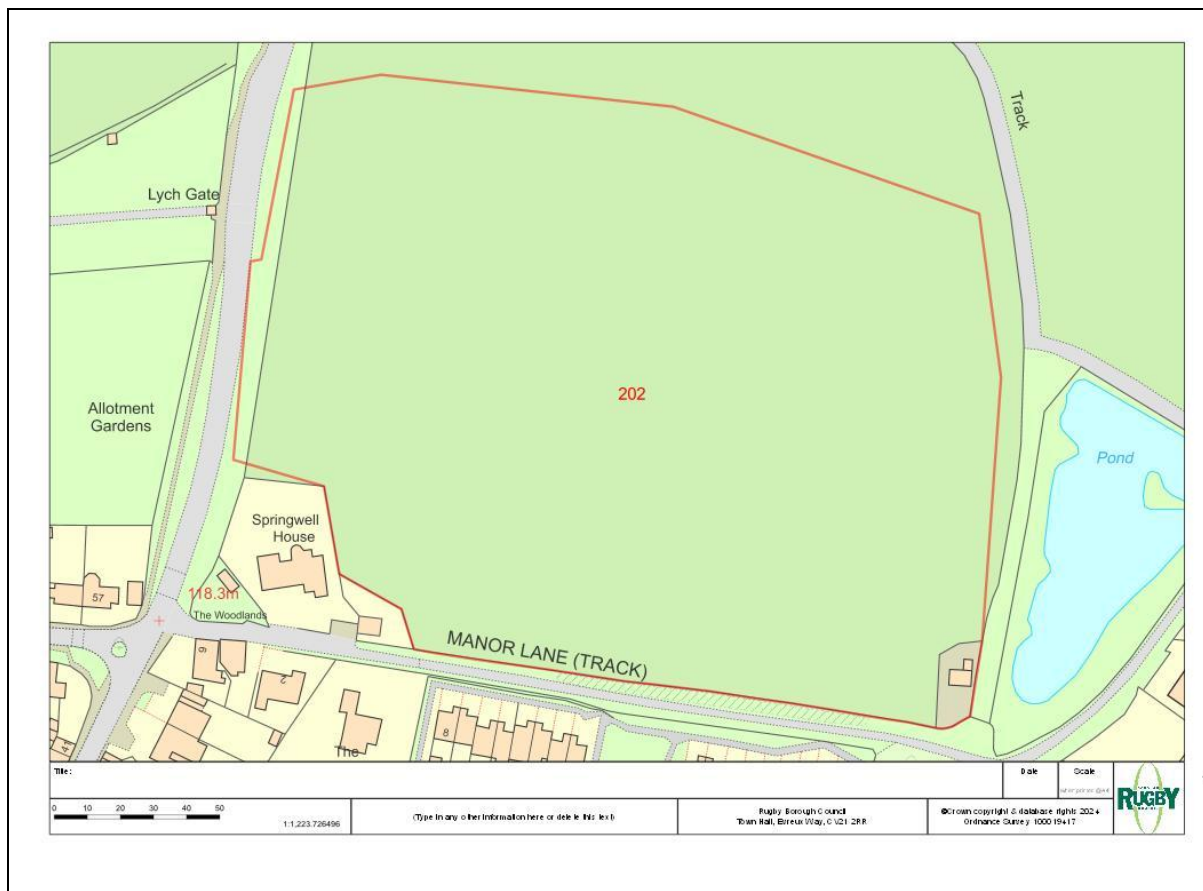 Track
Lych Gate
Allotment
Gardens
202
Pond
Springwell
House
57
118.3m
The Woodlands
MANOR LANE (TRACK)
9
2
The
8
41
Title:
Date
Scale
0 10 20 30 40 50
1:1,223.726496
(Type in any other information here or delete this text)
Rugby Borough Council
Town Hall, Evreux Way, CV21 2RR
©Crown copyright & database rights 2024
Ordnance Survey 100019417
RUGBY